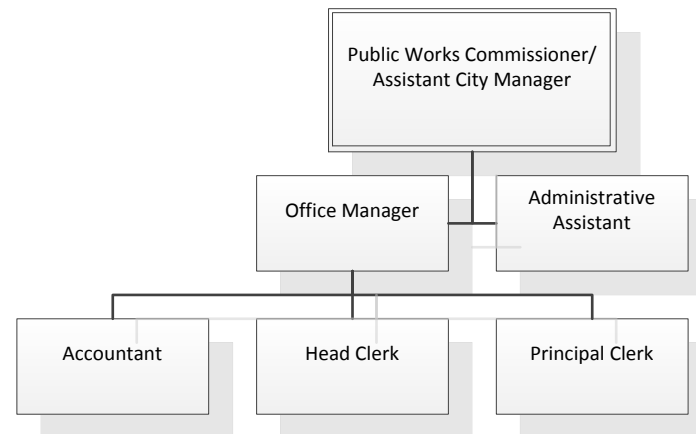 Public Works Commissioner/
Assistant City Manager
Office Manager
Administrative
Assistant
Accountant
Head Clerk
Principal Clerk